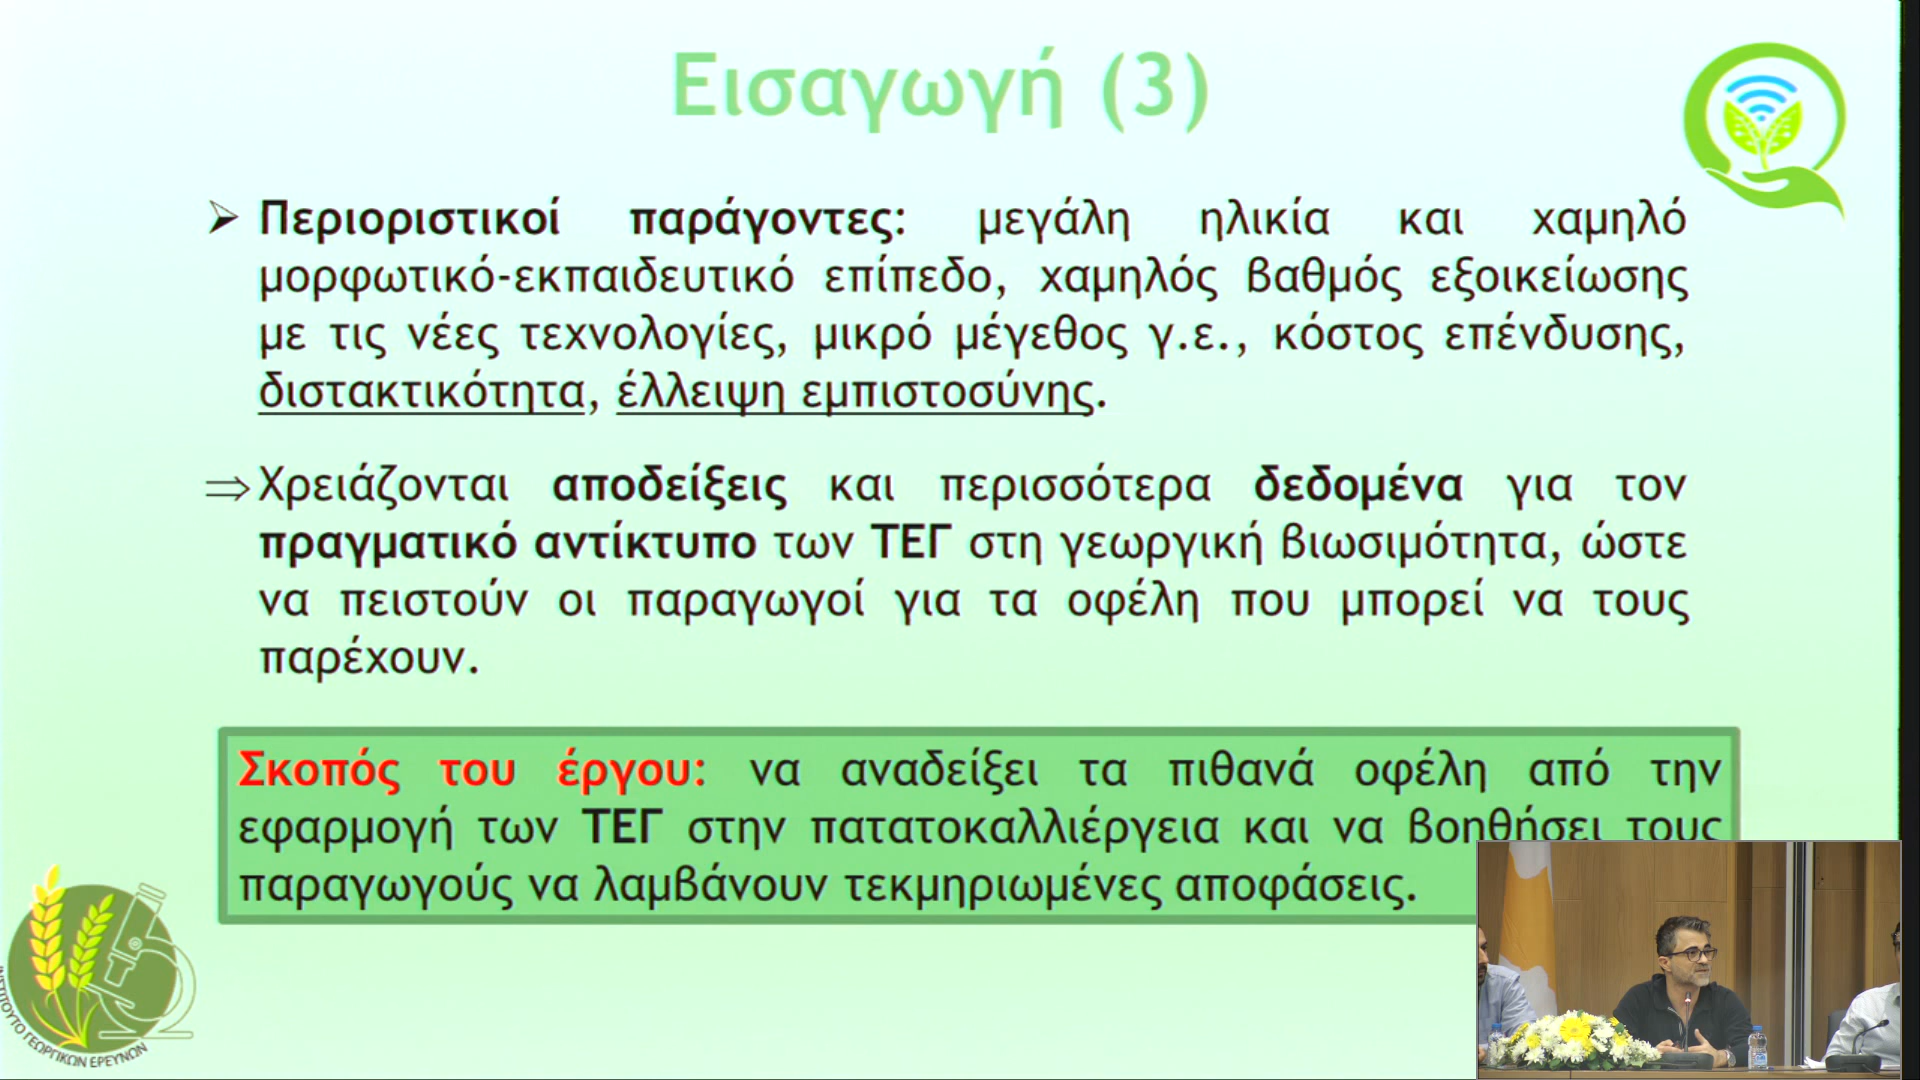 Εισαγωγή (3)
➢ Περιοριστικοί παράγοντες: μεγάλη ηλικία και χαμηλό
μορφωτικό-εκπαιδευτικό επίπεδο, χαμηλός βαθμός εξοικείωσης
με τις νέες τεχνολογίες, μικρό μέγεθος γ.ε., κόστος επένδυσης,
διστακτικότητα, έλλειψη εμπιστοσύνης.
⇒ Χρειάζονται αποδείξεις και περισσότερα δεδομένα για τον
πραγματικό αντίκτυπο των ΤΕΓ στη γεωργική βιωσιμότητα, ώστε
να πειστούν οι παραγωγοί για τα οφέλη που μπορεί να τους
παρέχουν.
Σκοπός του έργου: να αναδείξει τα πιθανά οφέλη από την
εφαρμογή των ΤΕΓ στην πατατοκαλλιέργεια και να βοηθήσει τους
παραγωγούς να λαμβάνουν τεκμηριωμένες αποφάσεις.
ΙΝΣΤΙΤΟΥΤΟ ΓΕΩΡΓΙΚΩΝ ΕΡΕΥΝΩΝ